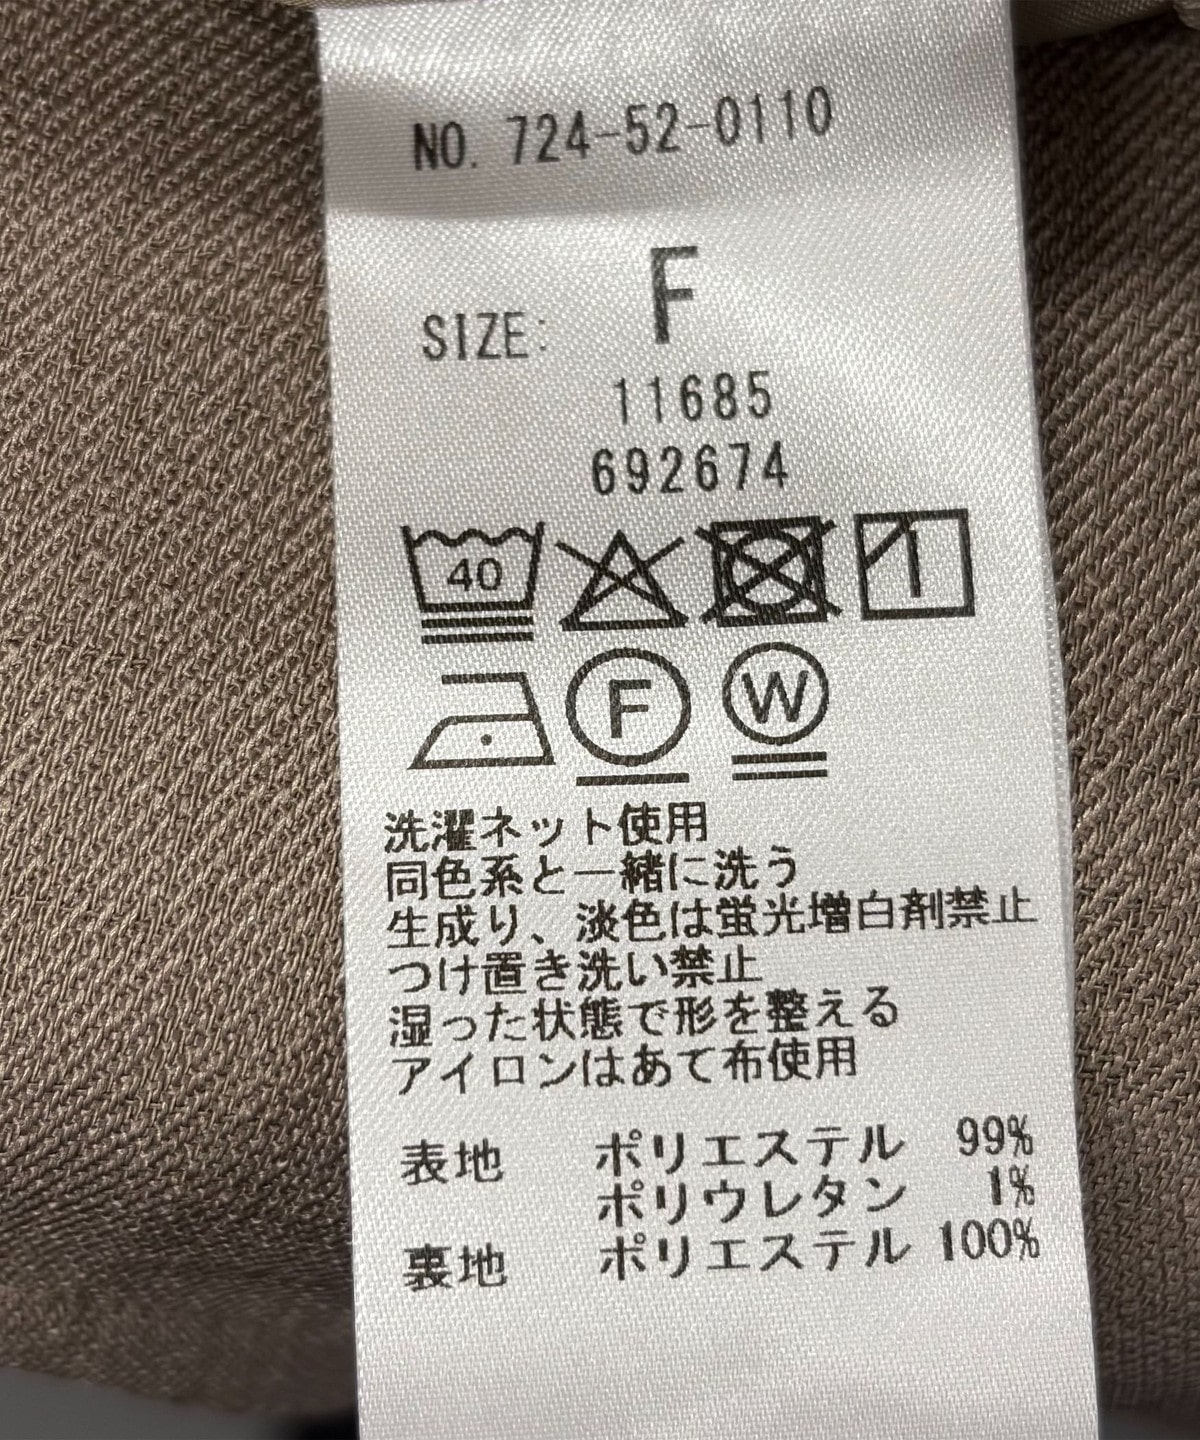 NO. 724-52-0110
SIZE: F
11685
692674
40
F W
洗濯ネット使用
同色系と一緒に洗う
生成り、淡色は蛍光増白剤禁止
つけ置き洗い禁止
湿った状態で形を整える
アイロンはあて布使用
表地 ポリエステル 99%
ポリウレタン 1%
裏地 ポリエステル 100%